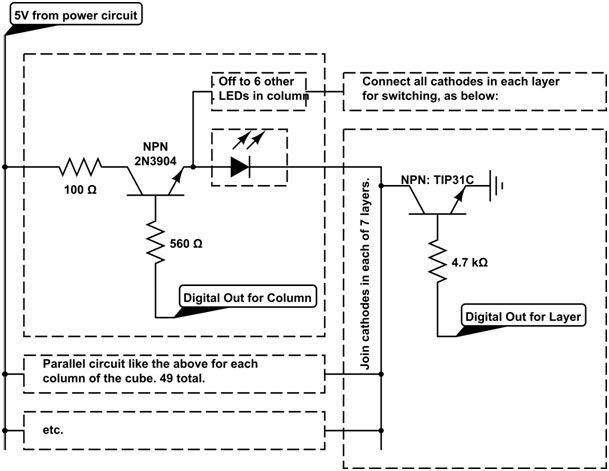 5V from power circuit
Off to 6 other
LEDs in column
Connect all cathodes in each layer
for switching, as below:
NPN
2N3904
100 Ω
560 Ω
Digital Out for Column
Join cathodes in each of 7 layers.
NPN: TIP31C
4.7 kΩ
Digital Out for Layer
Parallel circuit like the above for each
column of the cube. 49 total.
etc.